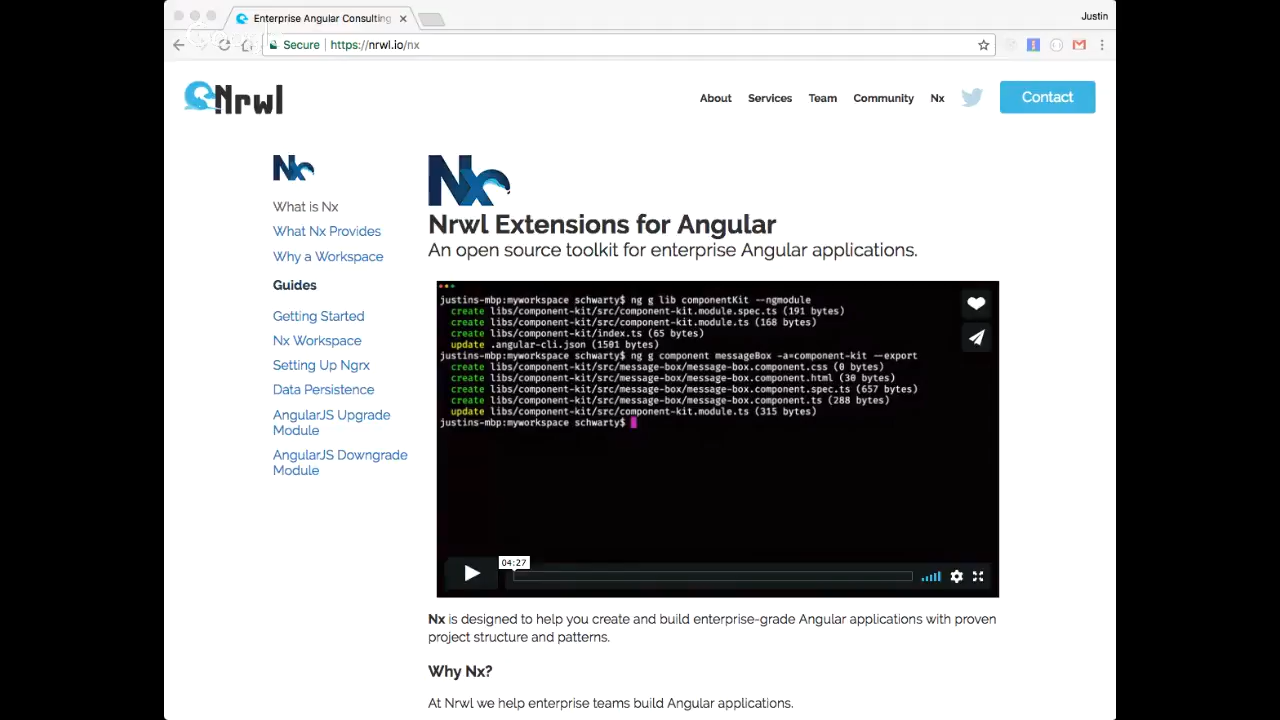 Enterprise Angular Consulting
Justin
Google
Secure
https://nrwl.io/nx
Nrwl
About
Services
Team
Community
Nx
Contact
Nx
What is Nx
What Nx Provides
Why a Workspace
Guides
Getting Started
Nx Workspace
Setting Up Ngrx
Data Persistence
AngularJS Upgrade
Module
AngularJS Downgrade
Module
Nx
Nrwl Extensions for Angular
An open source toolkit for enterprise Angular applications.
justins-mbp:myworkspace schwarty$ ng g lib componentKit --ngmodule
create libs/component-kit/src/component-kit.module.spec.ts (191 bytes)
create libs/component-kit/src/component-kit.module.ts (168 bytes)
create libs/component-kit/index.ts (65 bytes)
update .angular-cli.json (1501 bytes)
justins-mbp:myworkspace schwarty$ ng g component messageBox -a=component-kit --export
create libs/component-kit/src/message-box/message-box.component.css (0 bytes)
create libs/component-kit/src/message-box/message-box.component.html (30 bytes)
create libs/component-kit/src/message-box/message-box.component.spec.ts (657 bytes)
create libs/component-kit/src/message-box/message-box.component.ts (288 bytes)
update libs/component-kit/src/component-kit.module.ts (315 bytes)
justins-mbp:myworkspace schwarty$
04:27
Nx is designed to help you create and build enterprise-grade Angular applications with proven
project structure and patterns.
Why Nx?
At Nrwl we help enterprise teams build Angular applications.